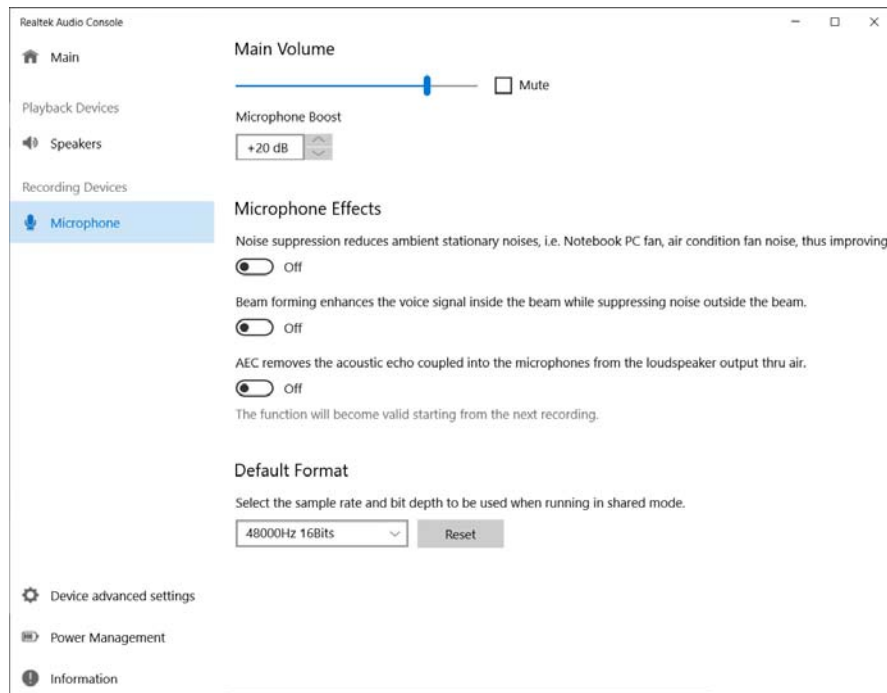 Realtek Audio Console
Main
Playback Devices
Speakers
Recording Devices
Microphone
Device advanced settings
Power Management
Information
Main Volume
Mute
Microphone Boost
+20 dB
Microphone Effects
Noise suppression reduces ambient stationary noises, i.e. Notebook PC fan, air condition fan noise, thus improving
Off
Beam forming enhances the voice signal inside the beam while suppressing noise outside the beam.
Off
AEC removes the acoustic echo coupled into the microphones from the loudspeaker output thru air.
Off
The function will become valid starting from the next recording.
Default Format
Select the sample rate and bit depth to be used when running in shared mode.
48000Hz 16Bits
Reset